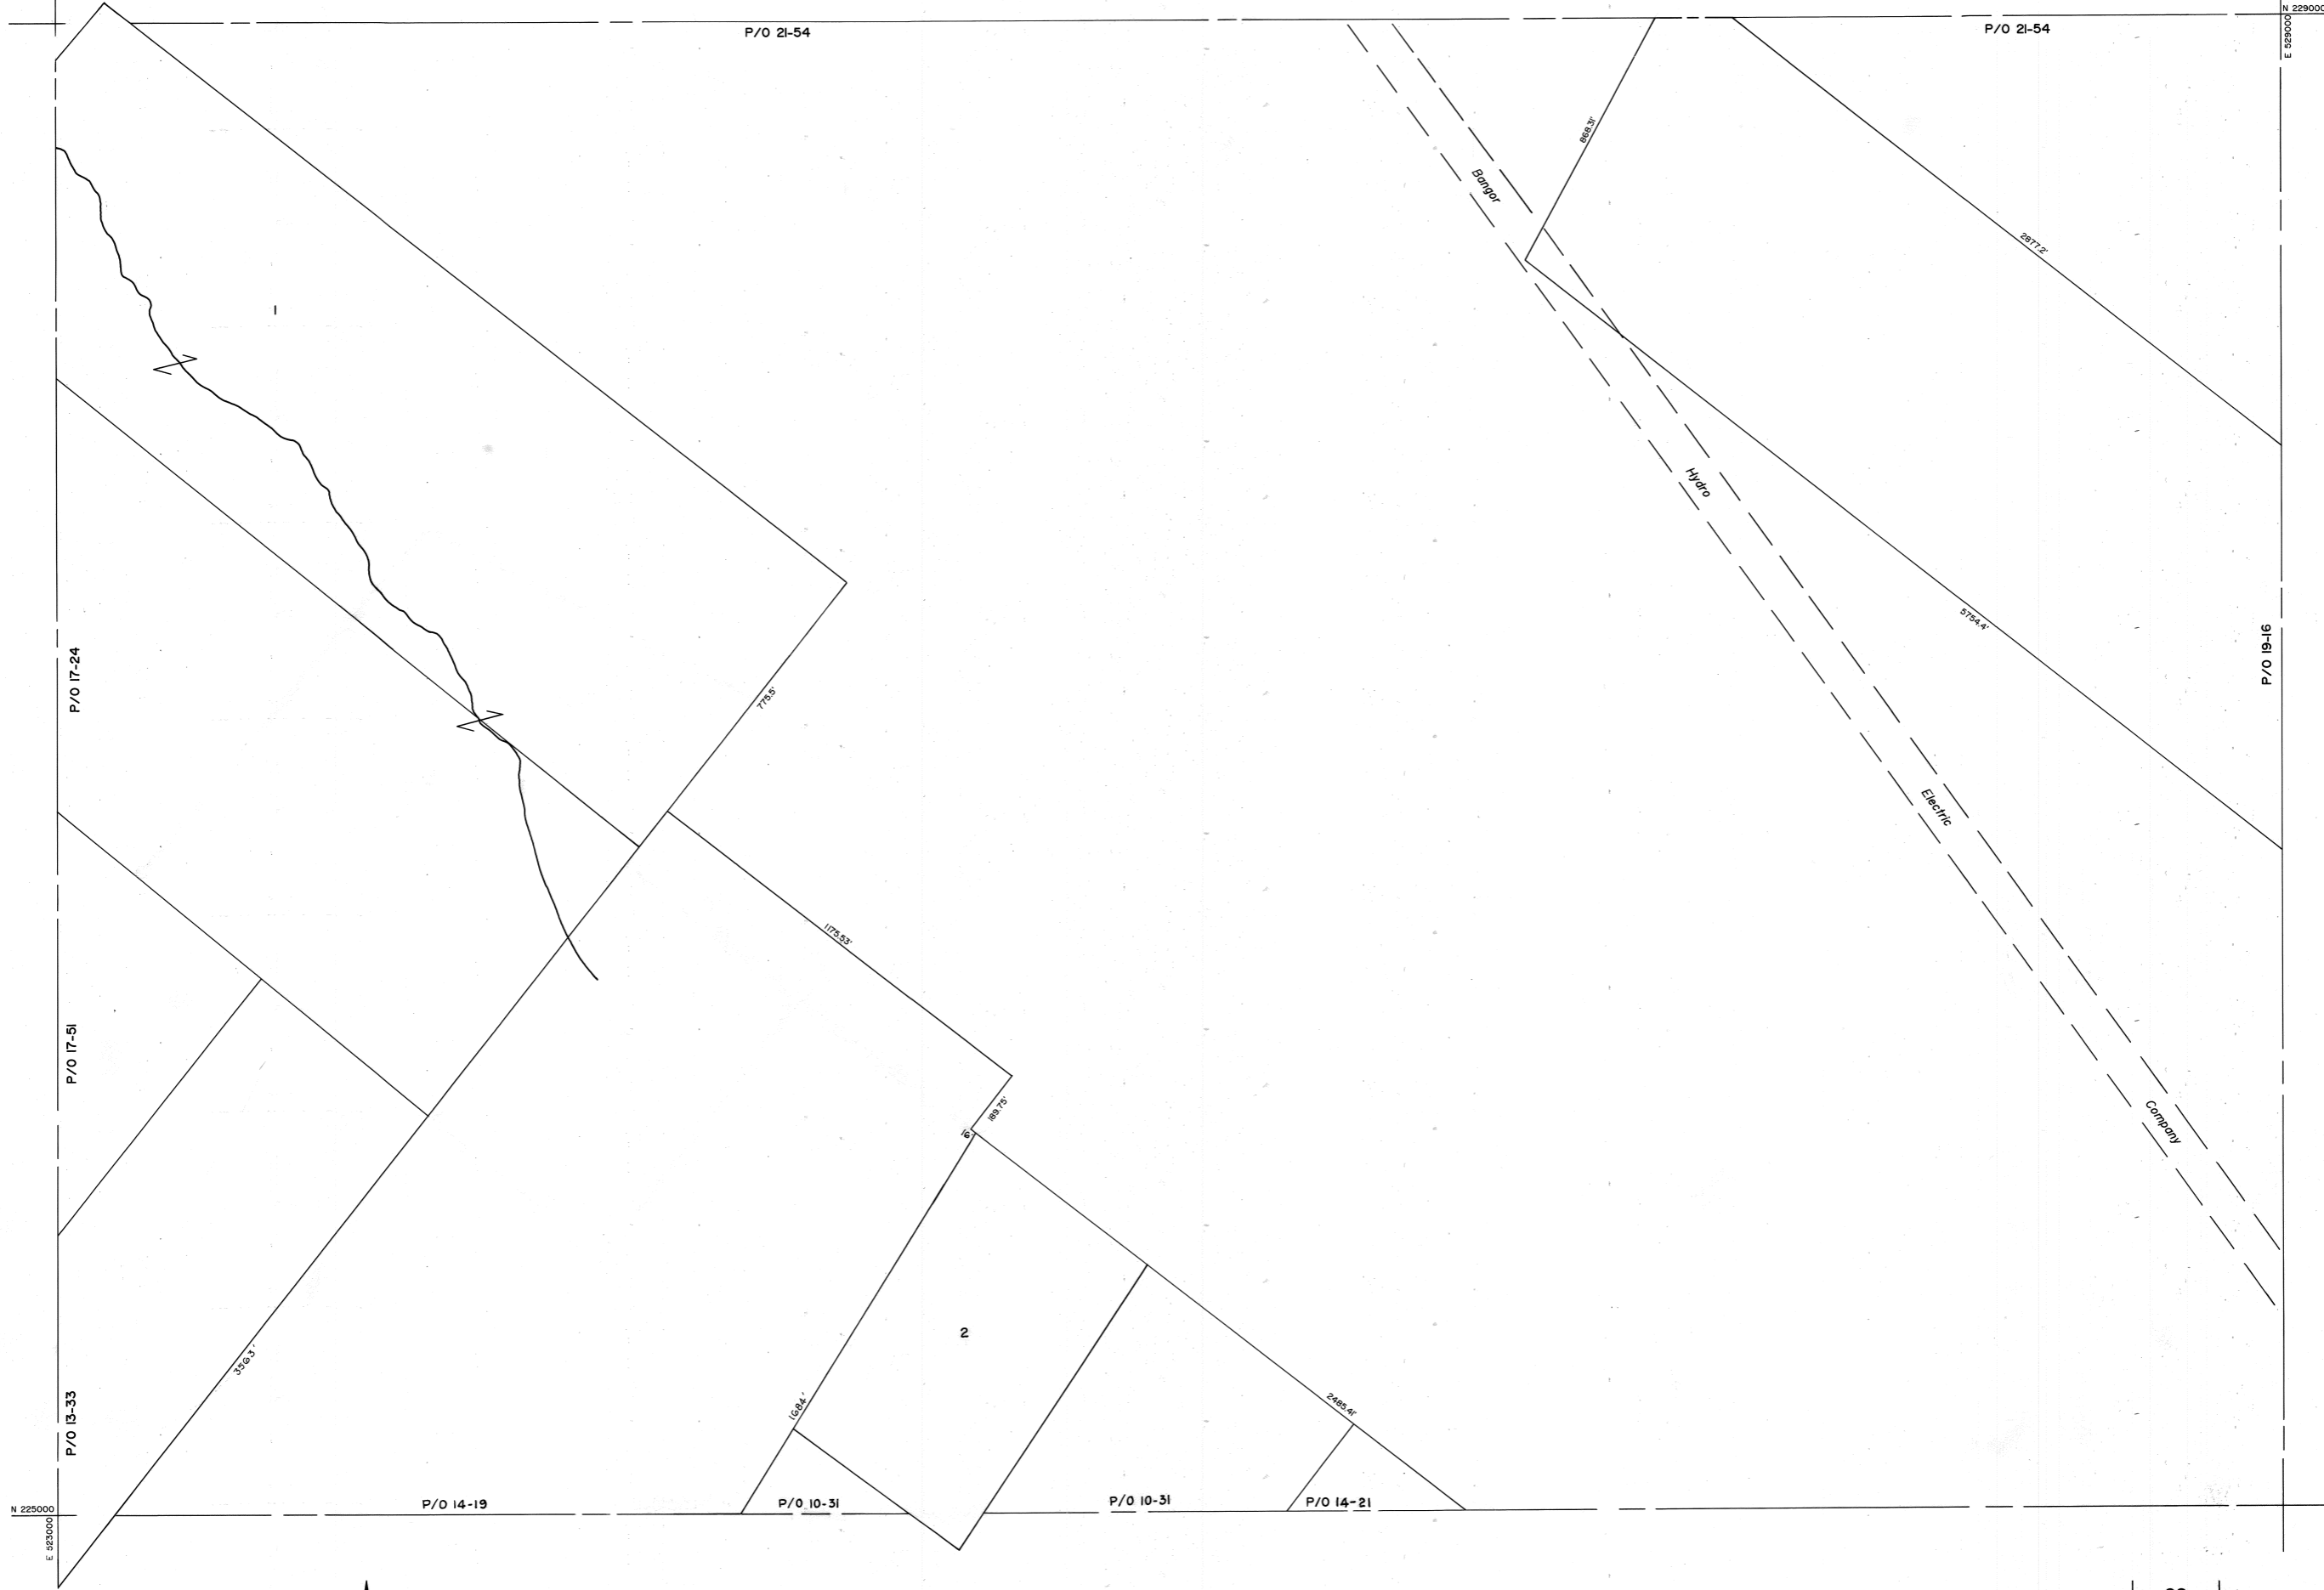 N 229000
E 529000
P/O 21-54
P/O 21-54
868.31'
Bangor
2877.2'
1
Hydro
5754.4'
P/O 19-16
P/O 17-24
775.5'
Electric
1175.53'
P/O 17-51
189.75'
16'
Company
2
3563'
1684'
2485.41'
P/O 13-33
N 225000
E 523000
P/O 14-19
P/O 10-31
P/O 10-31
P/O 14-21